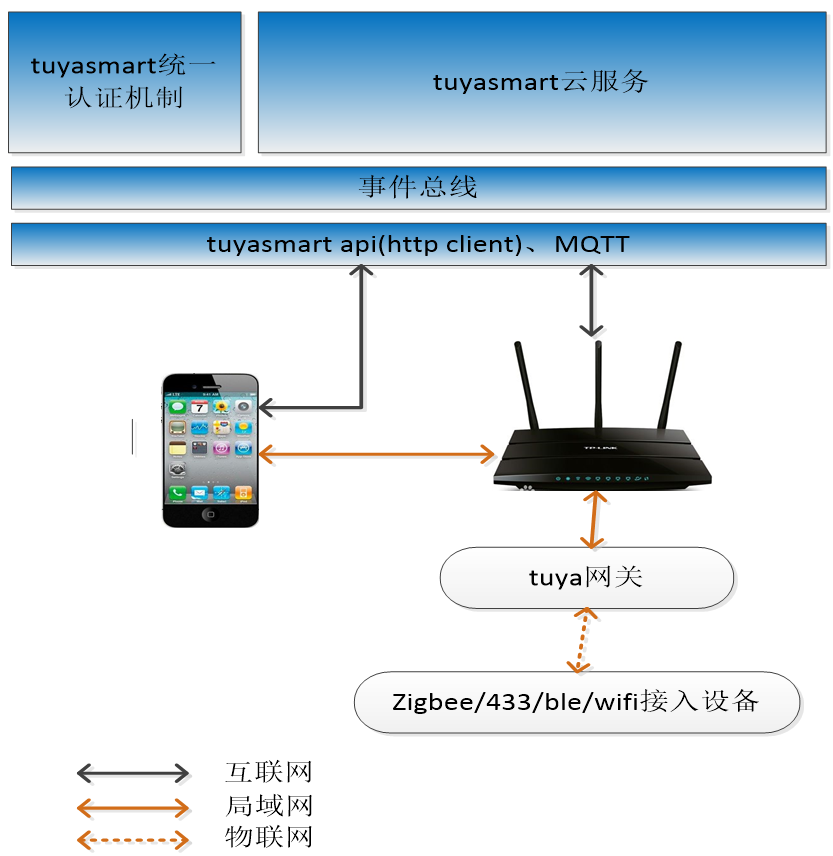 tuyasmart统一
认证机制
tuyasmart云服务
事件总线
tuyasmart api(http client)、MQTT
TP-LINK
tuya网关
Zigbee/433/ble/wifi接入设备
互联网
局域网
物联网